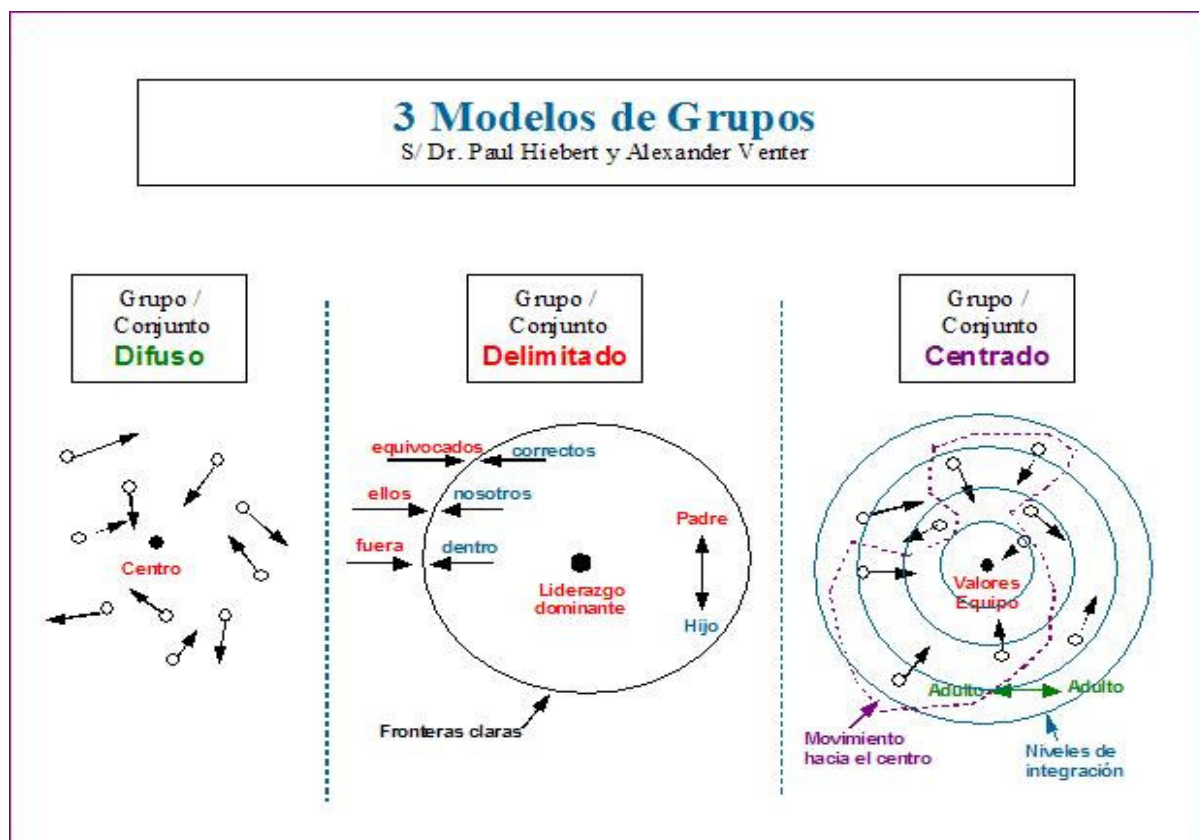 3 Modelos de Grupos
S/ Dr. Paul Hiebert y Alexander Venter
Grupo /
Conjunto
Difuso
Centro
Grupo /
Conjunto
Delimitado
equivocados
correctos
ellos
nosotros
fuera
dentro
Padre
Liderazgo
dominante
Hijo
Fronteras claras
Grupo /
Conjunto
Centrado
Valores
Equipo
Adulto
Adulto
Movimiento
hacia el centro
Niveles de
integración